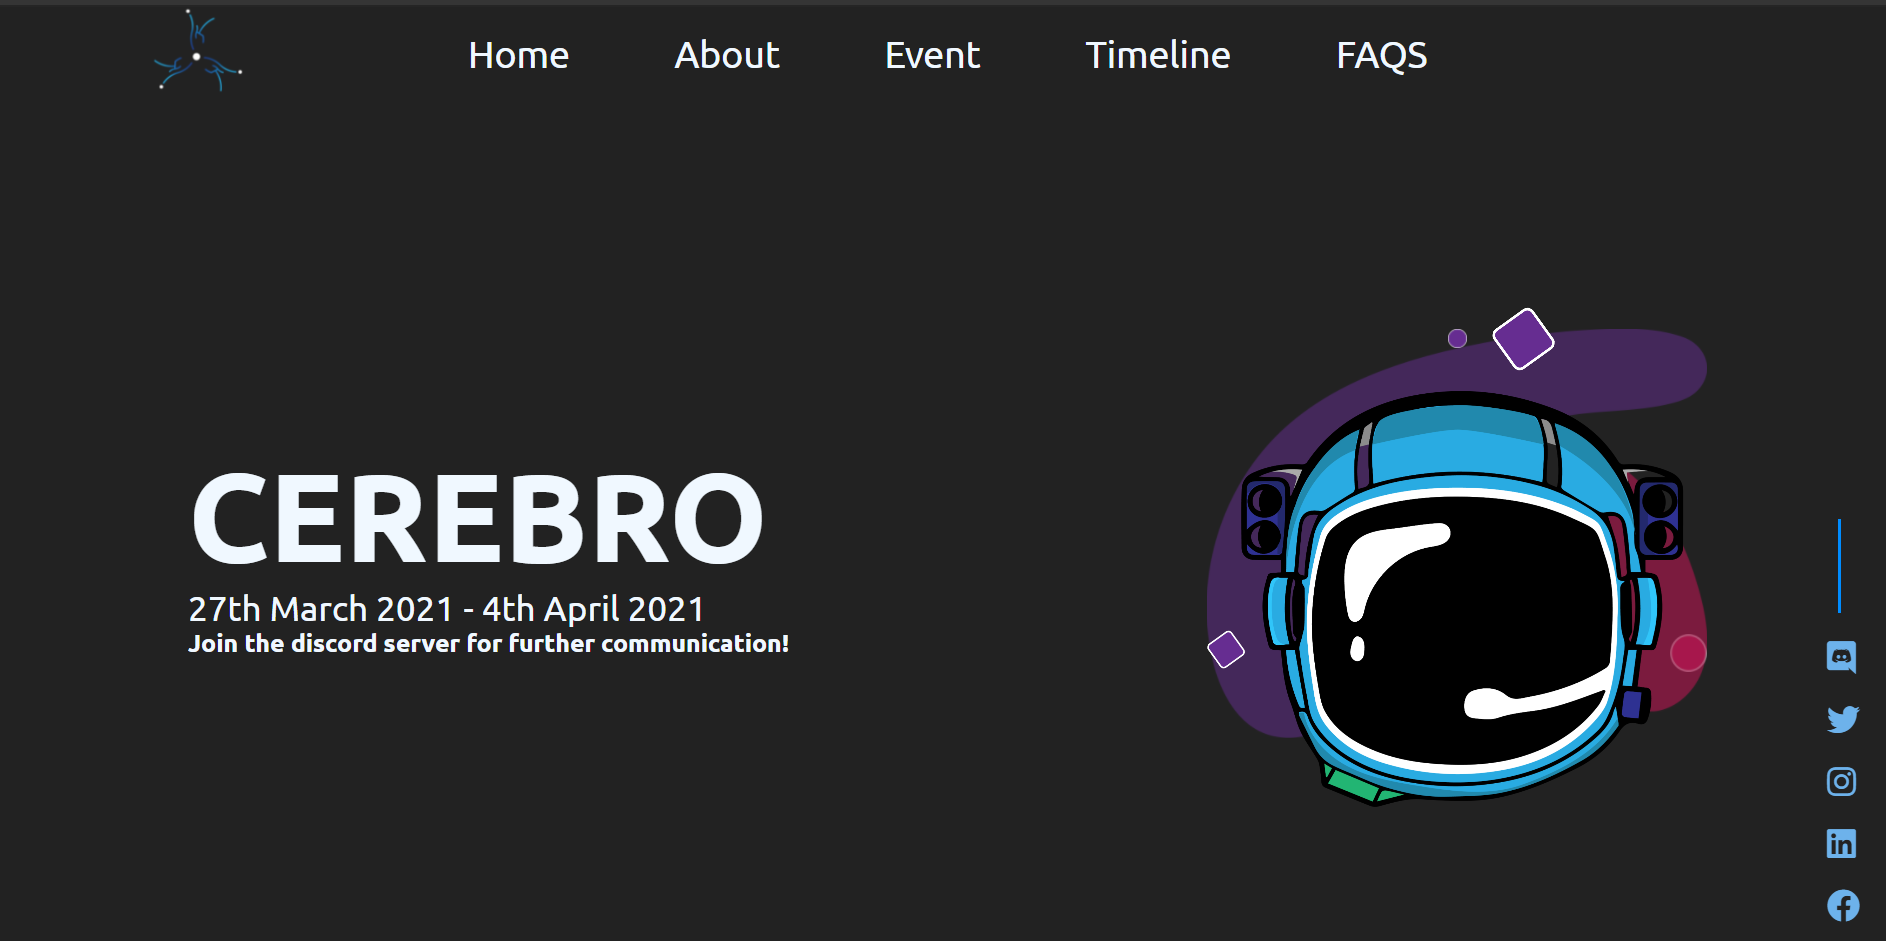 Home About Event Timeline FAQS
CEREBRO
27th March 2021 - 4th April 2021
Join the discord server for further communication!